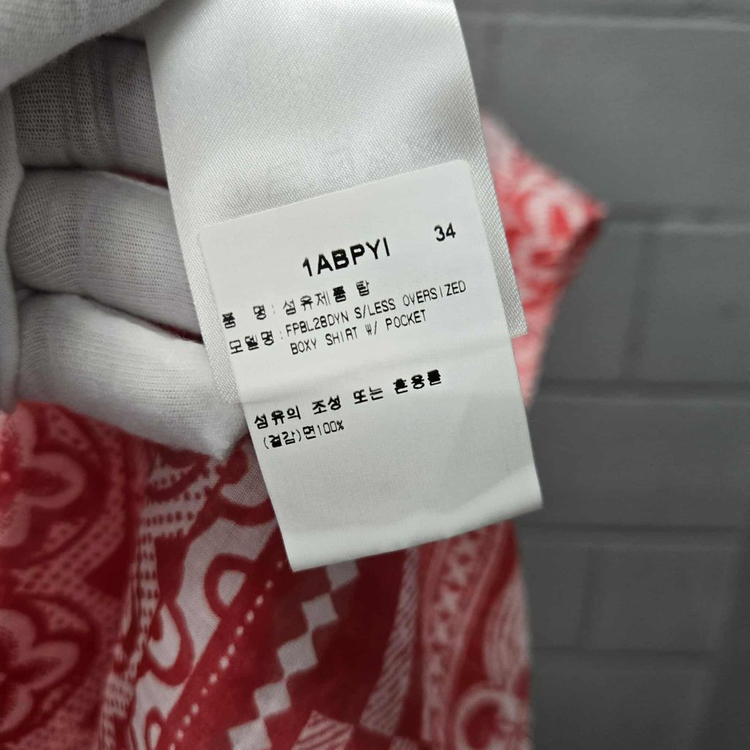 1ABPYI 34
품 명: 섬유제품 탑
모델명: FPBL2BDYN S/LESS OVERSIZED
BOXY SHIRT W/ POCKET
섬유의 조성 또는 혼용률
(겉감)면100%